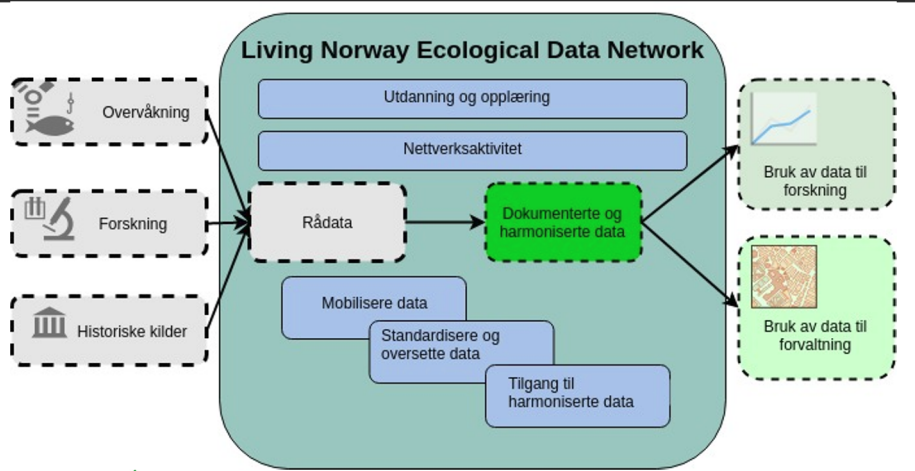 Living Norway Ecological Data Network
Utdanning og opplæring
Nettverksaktivitet
Overvåkning
Forskning
Historiske kilder
Rådata
Dokumenterte og
harmoniserte data
Mobilisere data
Standardisere og
oversette data
Tilgang til
harmoniserte data
Bruk av data til
forskning
Bruk av data til
forvaltning